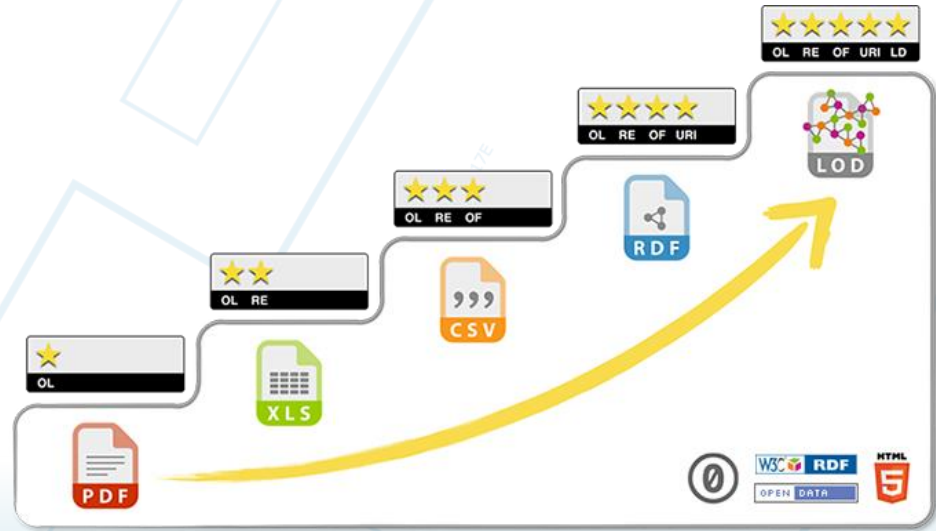 OL RE OF URI LD
LOD
OL RE OF URI
RDF
OL RE OF
,,,
CSV
OL RE
XLS
OL
PDF
0
W3C RDF
OPEN DATA
HTML
5